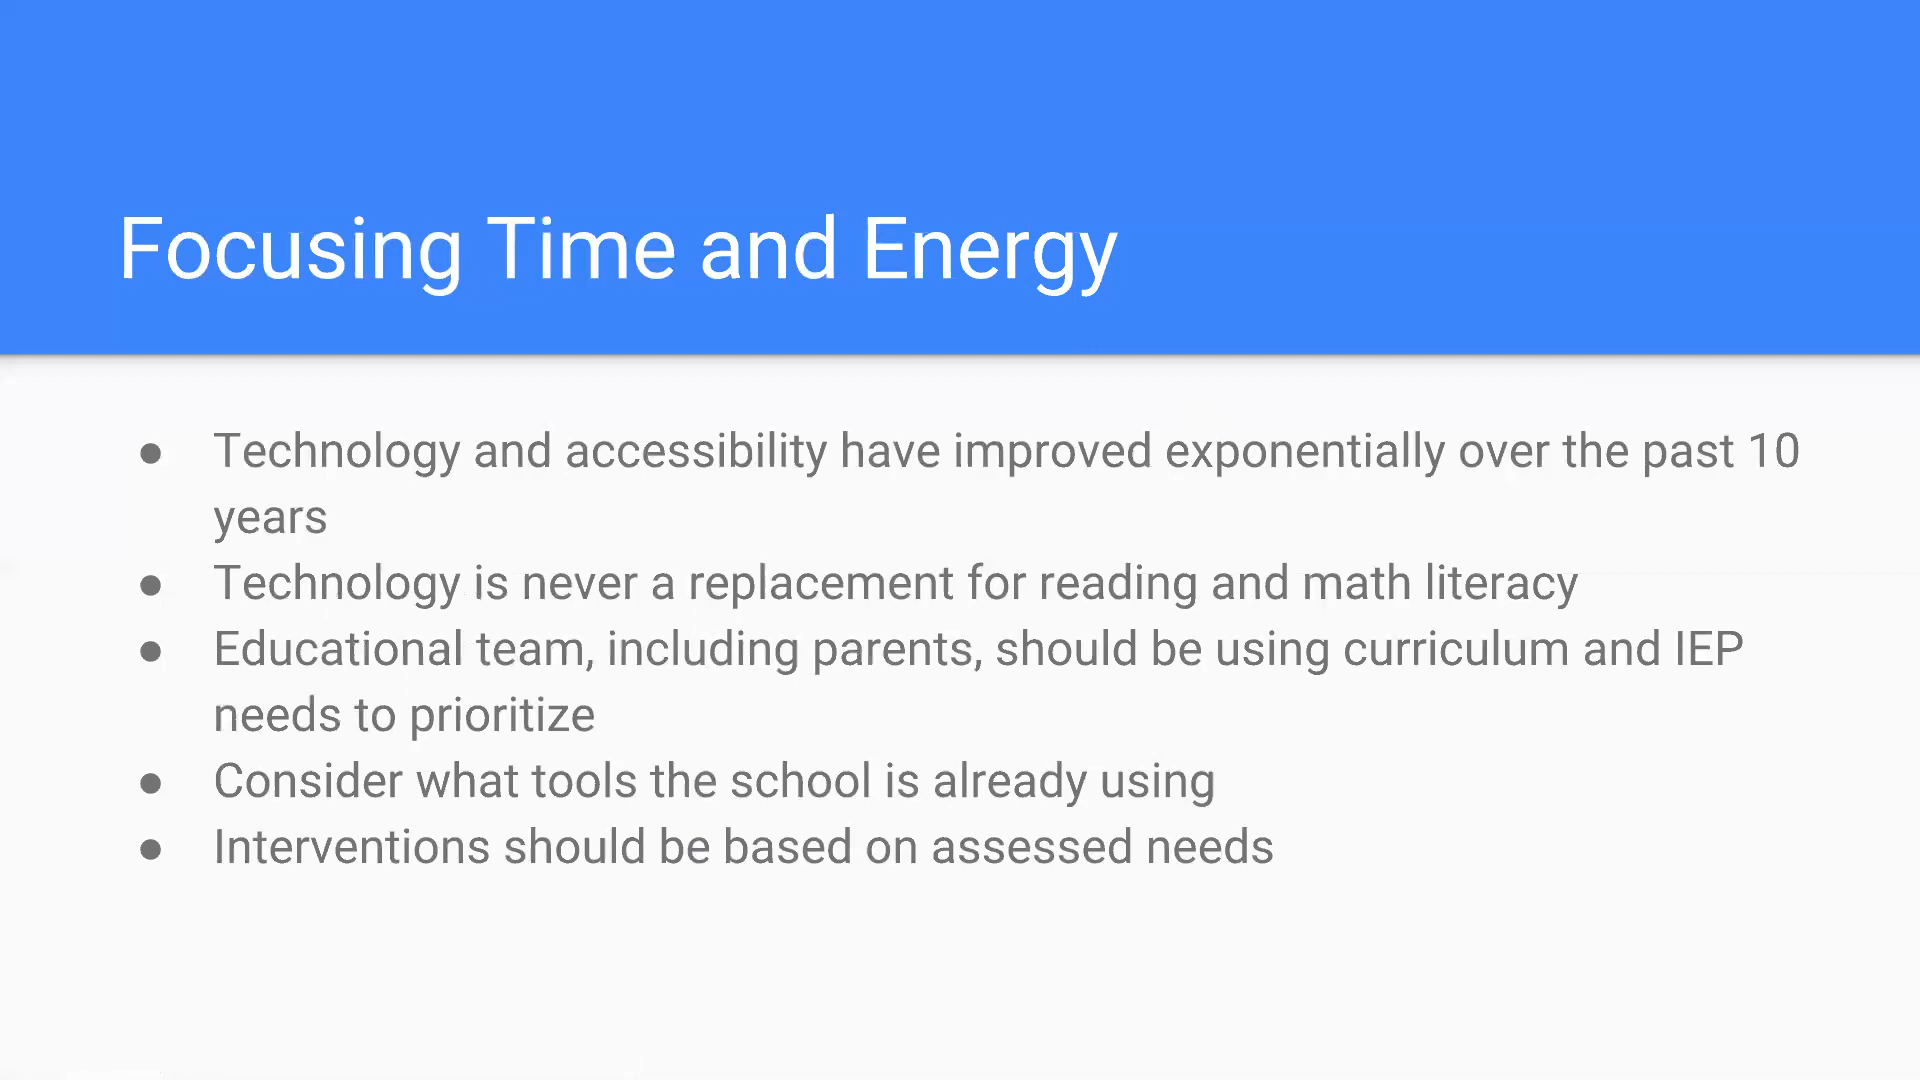 Focusing Time and Energy
● Technology and accessibility have improved exponentially over the past 10
years
● Technology is never a replacement for reading and math literacy
● Educational team, including parents, should be using curriculum and IEP
needs to prioritize
● Consider what tools the school is already using
● Interventions should be based on assessed needs